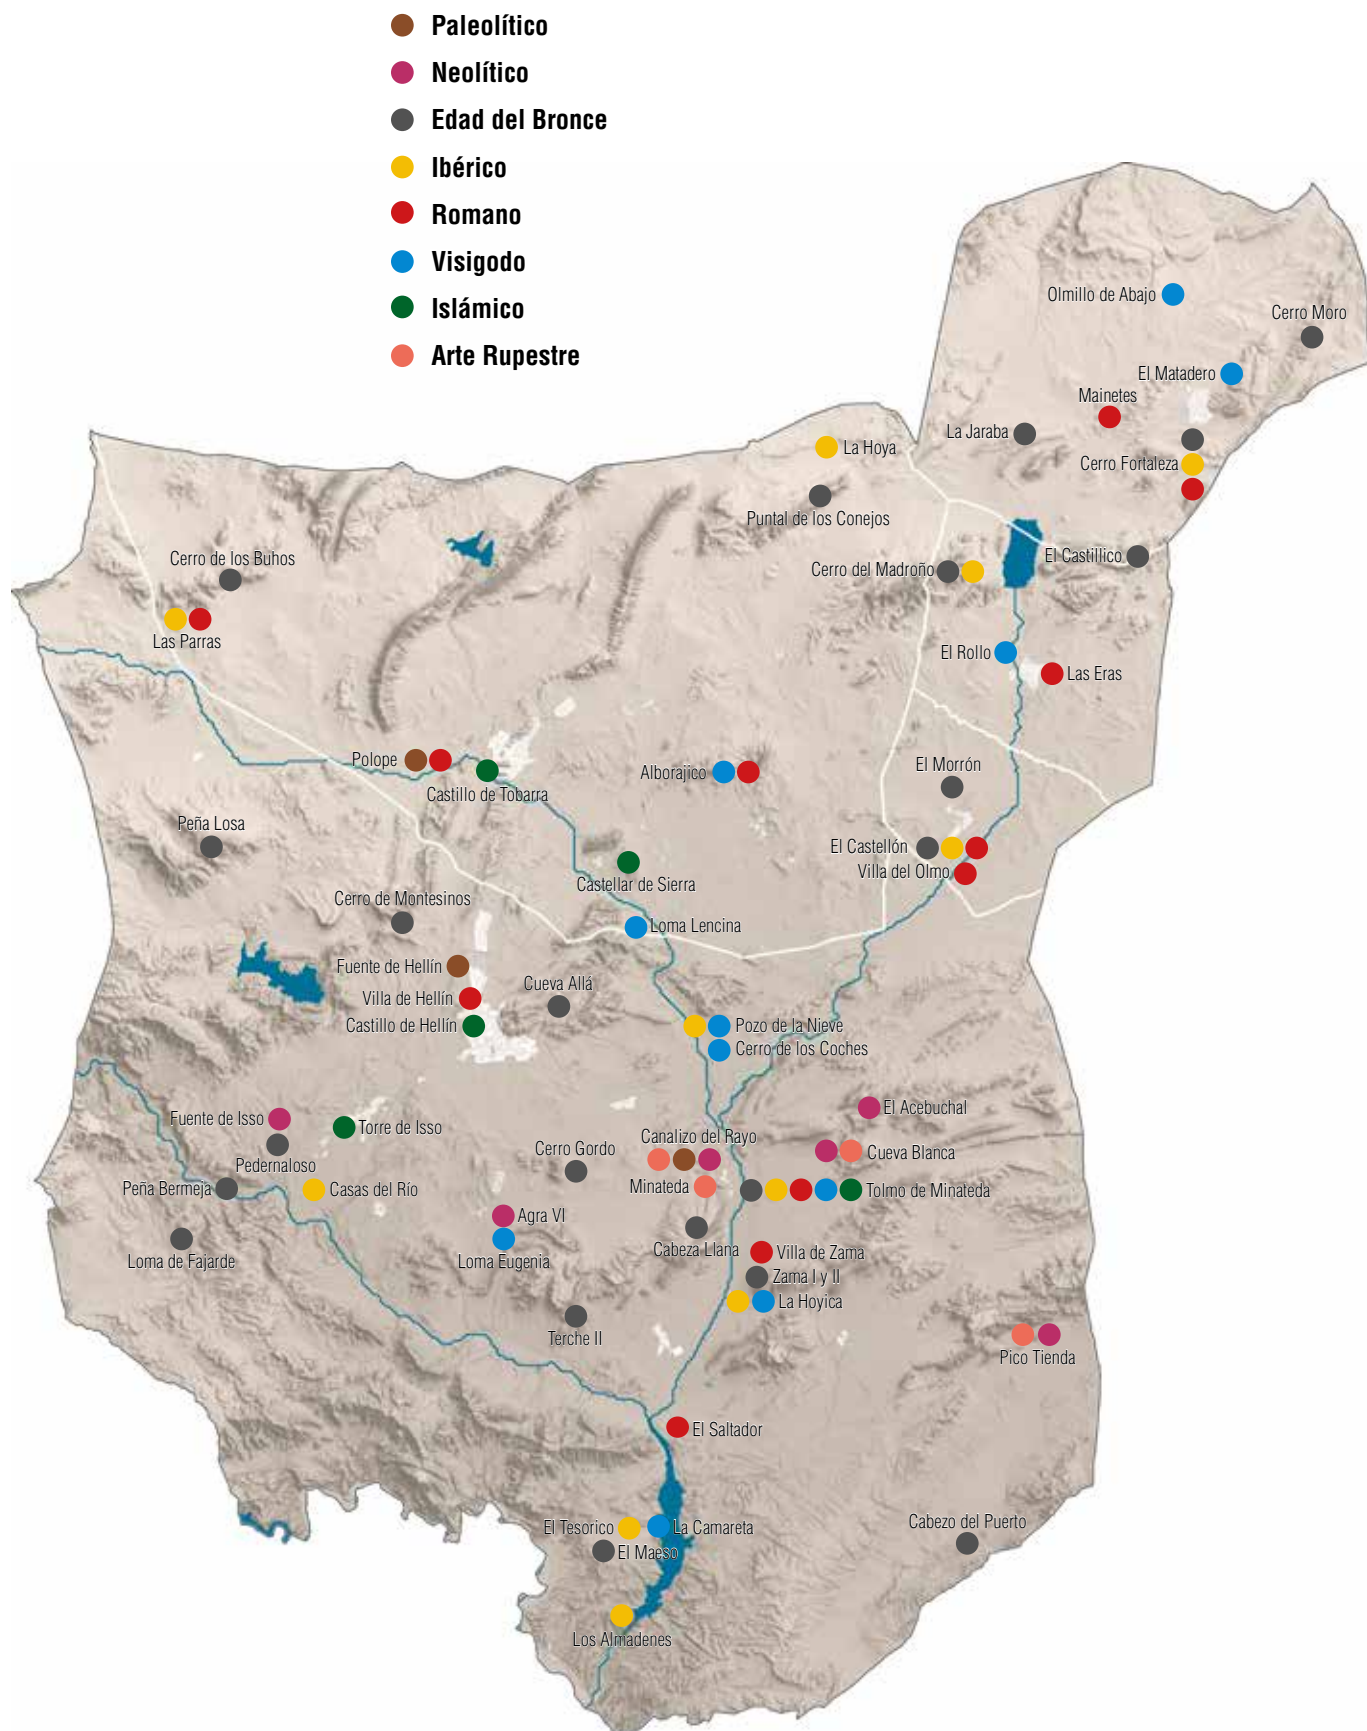 Paleolítico
Neolítico
Edad del Bronce
Ibérico
Romano
Visigodo
Islámico
Arte Rupestre
Olmillo de Abajo
Cerro Moro
El Matadero
Mainetes
La Jaraba
La Hoya
Cerro Fortaleza
Puntal de los Conejos
El Castillico
Cerro de los Buhos
Cerro del Madroño
Las Parras
El Rollo
Las Eras
Polope
Castillo de Tobarra
Alborajico
El Morrón
Peña Losa
El Castellón
Villa del Olmo
Castellar de Sierra
Cerro de Montesinos
Loma Lencina
Fuente de Hellín
Cueva Allá
Villa de Hellín
Castillo de Hellín
Pozo de la Nieve
Cerro de los Coches
El Acebuchal
Fuente de Isso
Torre de Isso
Canalizo del Rayo
Cerro Gordo
Cueva Blanca
Pedernaloso
Peña Bermeja
Casas del Río
Minateda
Tolmo de Minateda
Agra VI
Loma de Fajarde
Loma Eugenia
Cabeza Llana
Villa de Zama
Zama I y II
La Hoyica
Terche II
Pico Tienda
El Saltador
Cabezo del Puerto
El Tesorico
La Camareta
El Maeso
Los Almadenes